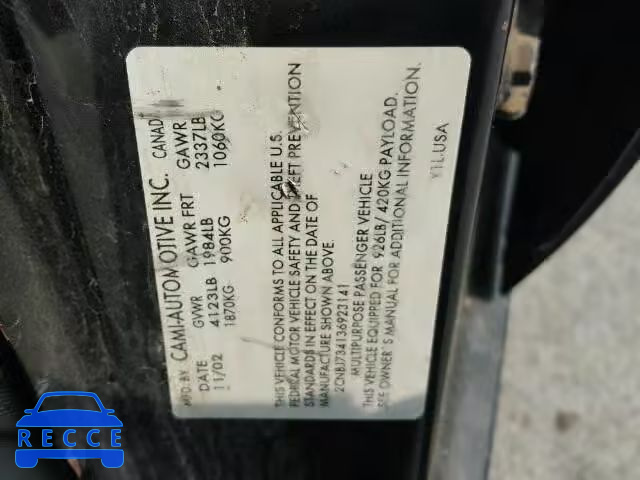 MFD. BY CAMI AUTOMOTIVE INC. CANAD
DATE GVWR GAWR FRT GAWR
11/02 4123LB 1984LB 2337LB
1870KG 900KG 1060KG
THIS VEHICLE CONFORMS TO ALL APPLICABLE U.S.
FEDERAL MOTOR VEHICLE SAFETY AND THEFT PREVENTION
STANDARDS IN EFFECT ON THE DATE OF
MANUFACTURE SHOWN ABOVE.
2CNBJ734136923141
MULTIPURPOSE PASSENGER VEHICLE
THIS VEHICLE EQUIPPED FOR 926LB/ 420KG PAYLOAD.
SEE OWNER'S MANUAL FOR ADDITIONAL INFORMATION.
Y1L.USA
RECCE